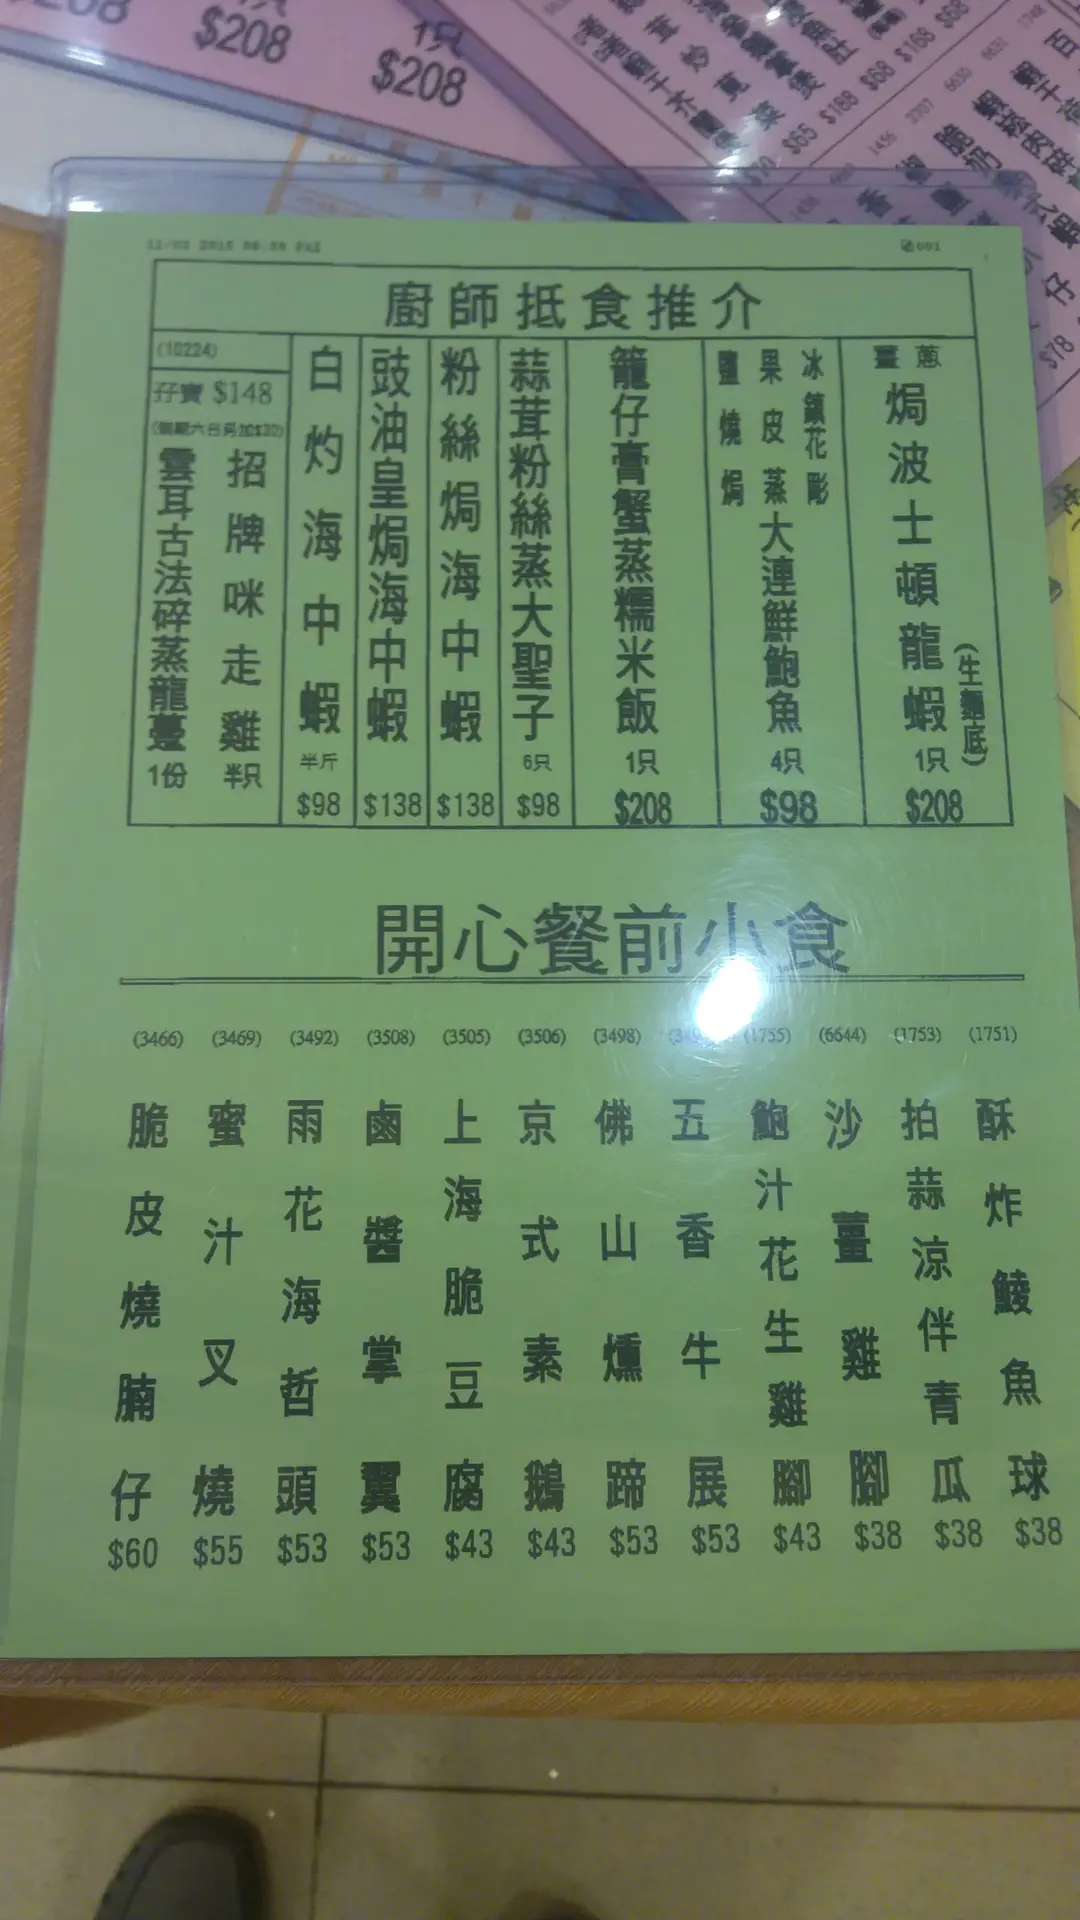 $208
1只
$208
廚師抵食推介
薑蔥
焗波士頓龍蝦
(生麵底)
1只
$208
冰鎮花彫
果皮蒸
鹽燒焗
大連鮮鮑魚
4只
$98
籠仔膏蟹蒸糯米飯
1只
$208
蒜茸粉絲蒸大聖子
6只
$98
粉絲焗海中蝦
$138
豉油皇焗海中蝦
$138
白灼海中蝦
半斤
$98
(10224)
孖寶 $148
招牌咪走雞
半只
雲耳古法碎蒸龍躉
1份
開心餐前小食
(1751)
酥炸鯪魚球
$38
(1753)
拍蒜涼伴青瓜
$38
(6644)
沙薑雞腳
$38
(1755)
鮑汁花生雞腳
$43
五香牛展
$53
(3498)
佛山燻蹄
$53
(3506)
京式素鵝
$43
(3505)
上海脆豆腐
$43
(3508)
鹵醬掌翼
$53
(3492)
雨花海哲頭
$53
(3469)
蜜汁叉燒
$55
(3466)
脆皮燒腩仔
$60